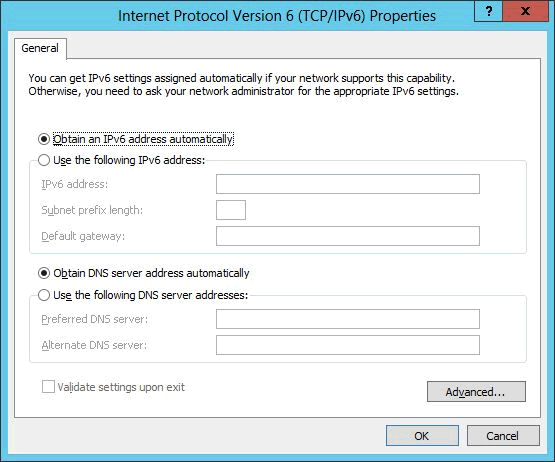 Internet Protocol Version 6 (TCP/IPv6) Properties
? x
General
You can get IPv6 settings assigned automatically if your network supports this capability.
Otherwise, you need to ask your network administrator for the appropriate IPv6 settings.
Obtain an IPv6 address automatically
Use the following IPv6 address:
IPv6 address:
Subnet prefix length:
Default gateway:
Obtain DNS server address automatically
Use the following DNS server addresses:
Preferred DNS server:
Alternate DNS server:
Validate settings upon exit
Advanced...
OK Cancel